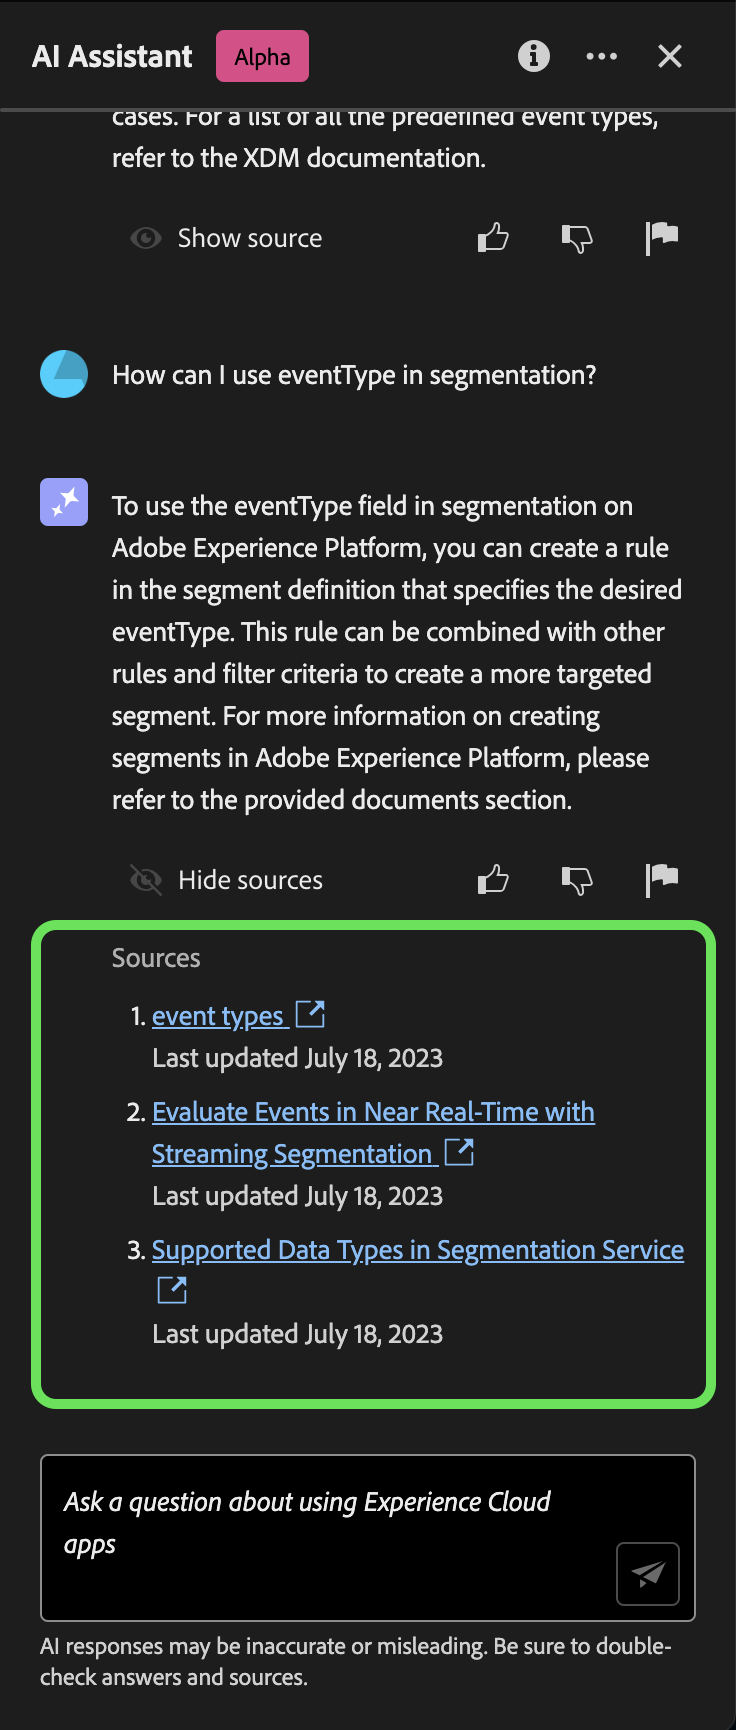 AI Assistant
Alpha
cases. For a list of all the predefined event types,
refer to the XDM documentation.
Show source
How can I use eventType in segmentation?
To use the eventType field in segmentation on
Adobe Experience Platform, you can create a rule
in the segment definition that specifies the desired
eventType. This rule can be combined with other
rules and filter criteria to create a more targeted
segment. For more information on creating
segments in Adobe Experience Platform, please
refer to the provided documents section.
Hide sources
Sources
1. event types
Last updated July 18, 2023
2. Evaluate Events in Near Real-Time with
Streaming Segmentation
Last updated July 18, 2023
3. Supported Data Types in Segmentation Service
Last updated July 18, 2023
Ask a question about using Experience Cloud
apps
AI responses may be inaccurate or misleading. Be sure to double-
check answers and sources.